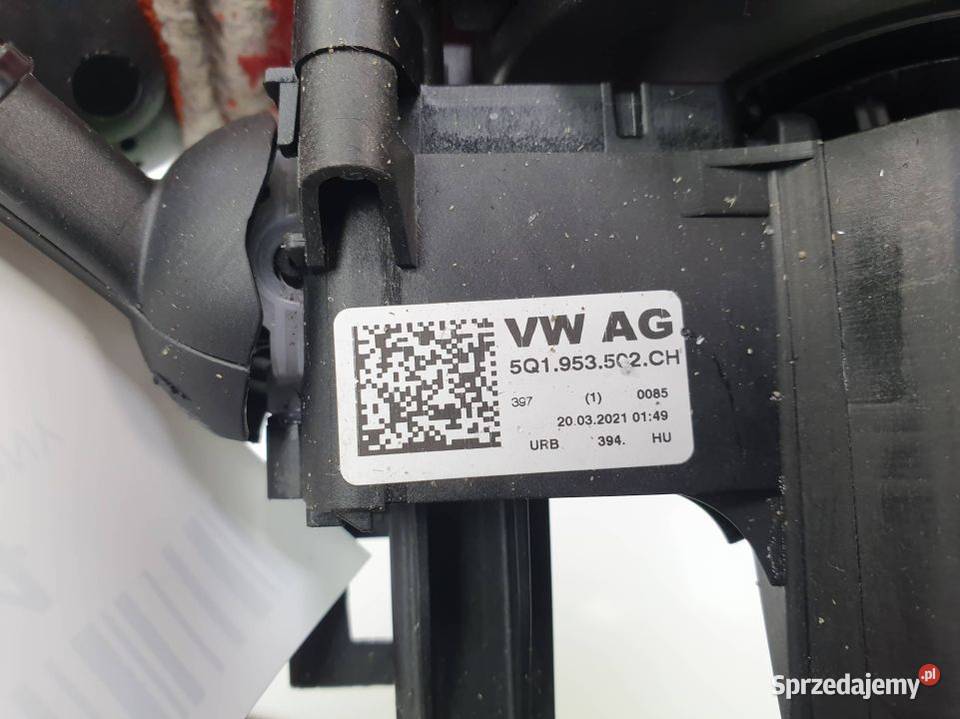 VW AG
5Q1.953.502.CH
397 (1) 0085
20.03.2021 01:49
URB 394. HU
Sprzedajemy.pl